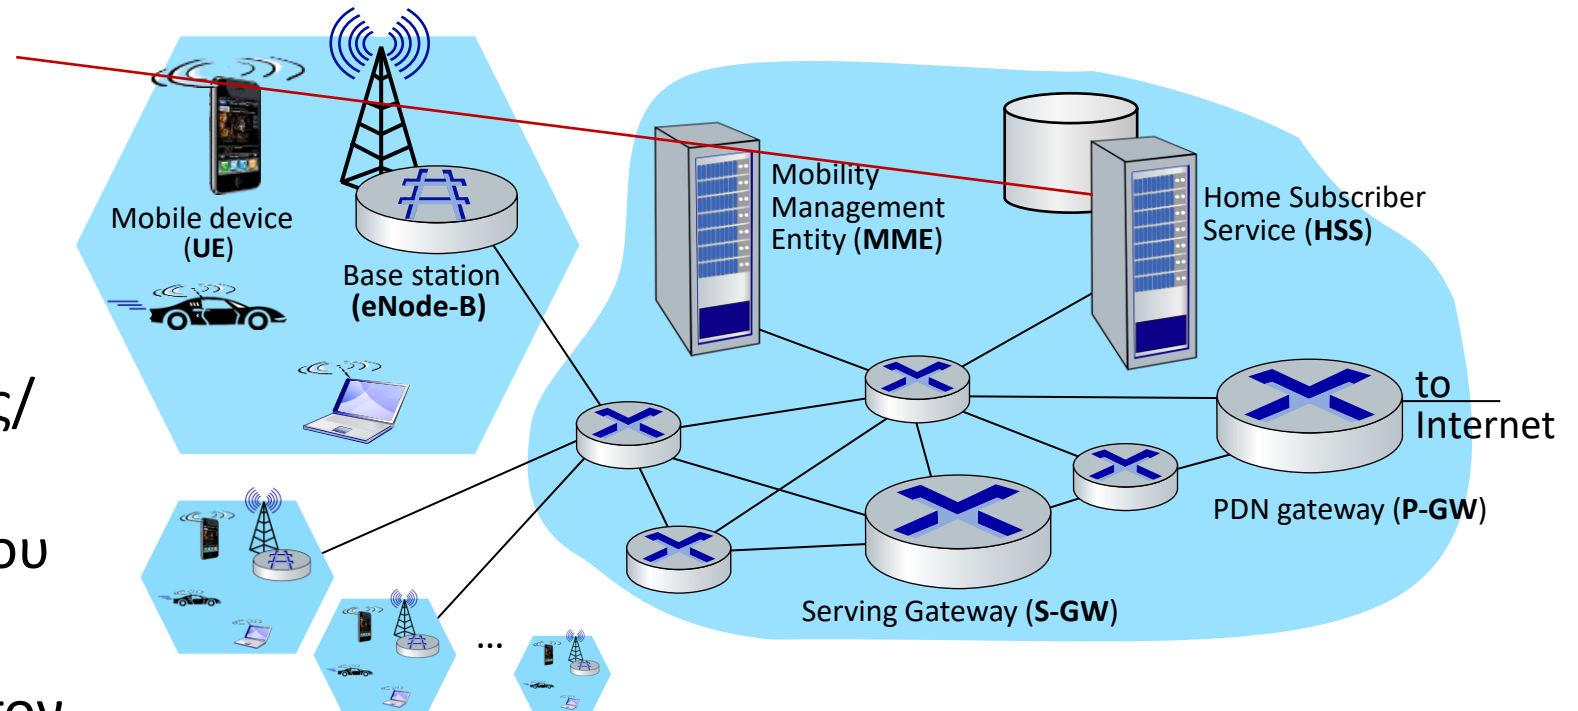 Mobile device
(UE)
Base station
(eNode-B)
Mobility
Management
Entity (MME)
Home Subscriber
Service (HSS)
to
Internet
PDN gateway (P-GW)
Serving Gateway (S-GW)
...
ς/
ου